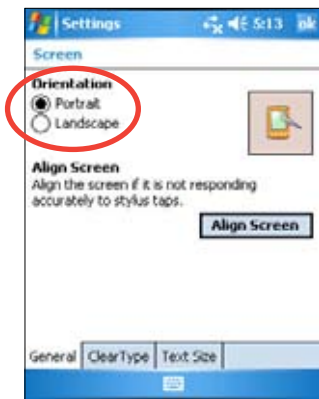 Settings 5:13 ok
Screen
Orientation
Portrait
Landscape
Align Screen
Align the screen if it is not responding
accurately to stylus taps.
Align Screen
General ClearType Text Size